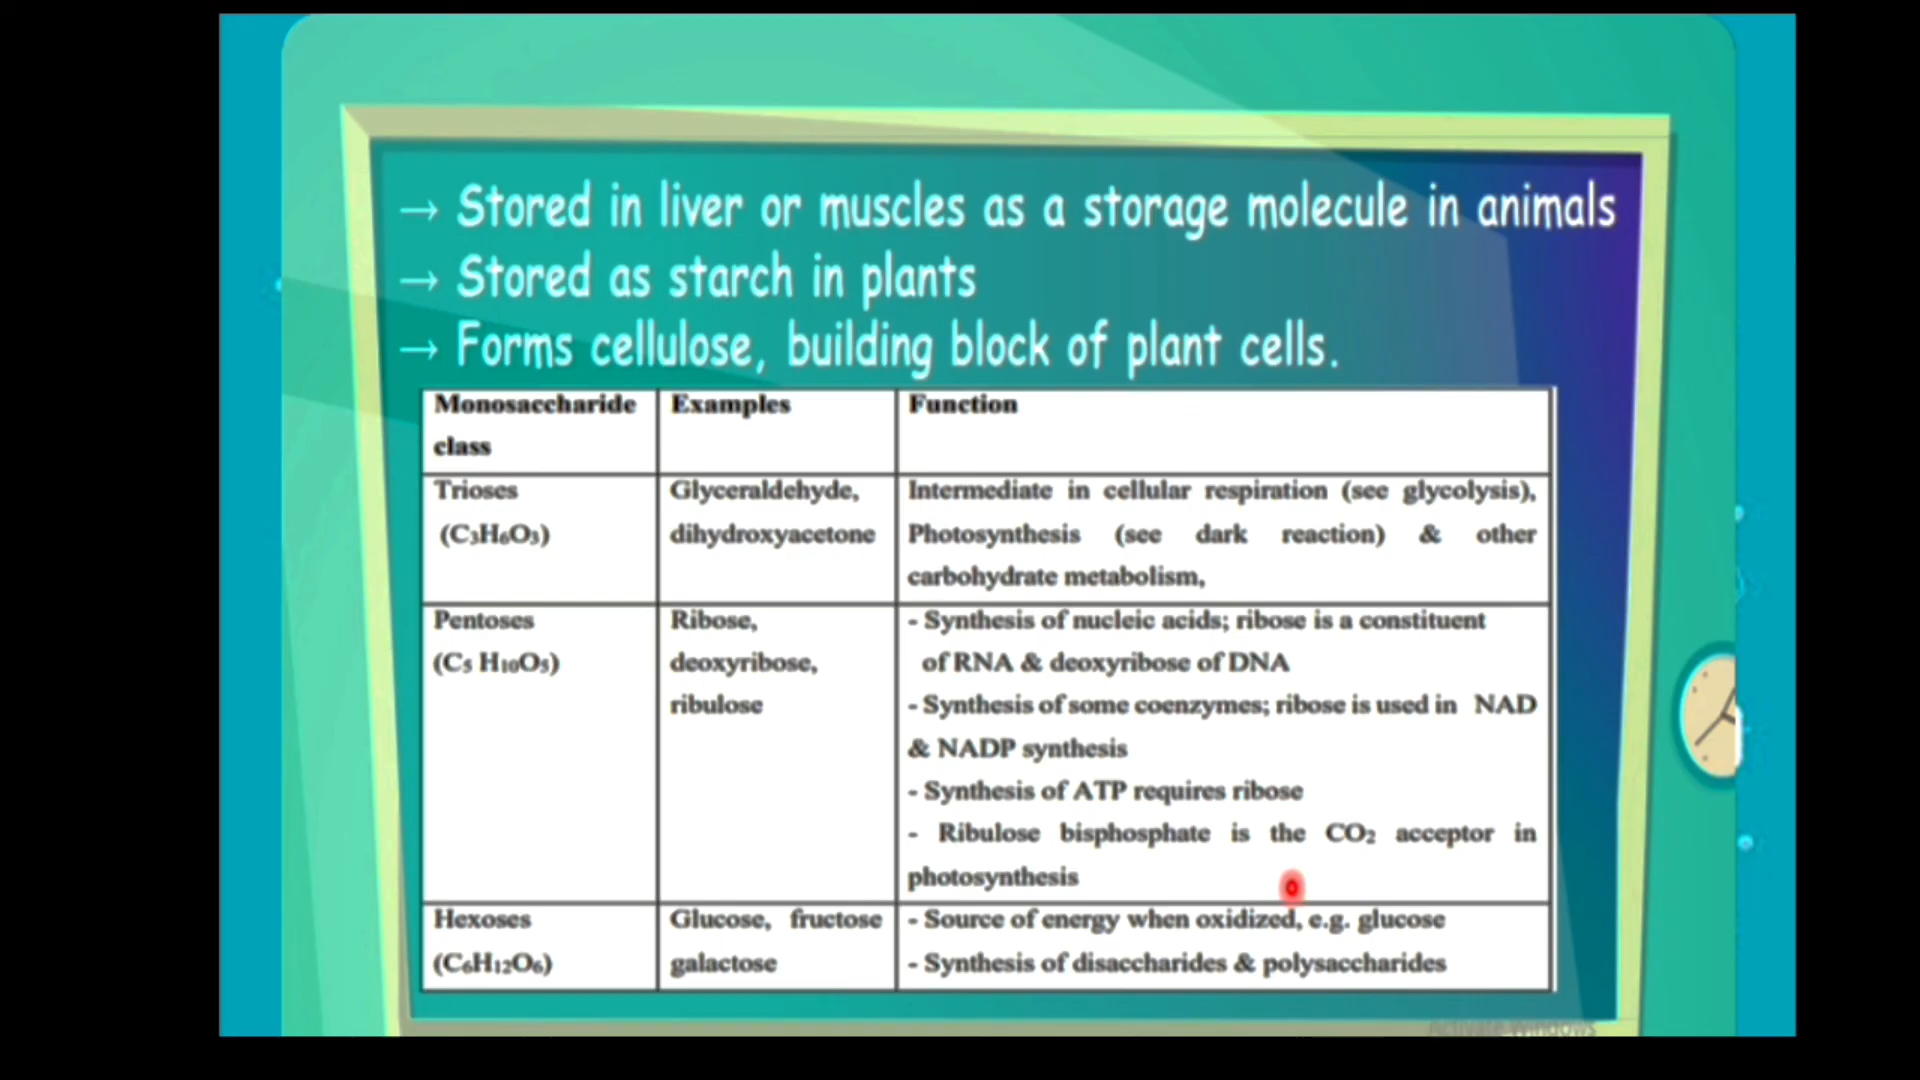 → Stored in liver or muscles as a storage molecule in animals
→ Stored as starch in plants
→ Forms cellulose, building block of plant cells.
Monosaccharide
class
Examples
Function
Trioses
(C₃H₆O₃)
Glyceraldehyde,
dihydroxyacetone
Intermediate in cellular respiration (see glycolysis),
Photosynthesis (see dark reaction) & other
carbohydrate metabolism,
Pentoses
(C₅ H₁₀O₅)
Ribose,
deoxyribose,
ribulose
- Synthesis of nucleic acids; ribose is a constituent
of RNA & deoxyribose of DNA
- Synthesis of some coenzymes; ribose is used in NAD
& NADP synthesis
- Synthesis of ATP requires ribose
- Ribulose bisphosphate is the CO₂ acceptor in
photosynthesis
Hexoses
(C₆H₁₂O₆)
Glucose, fructose
galactose
- Source of energy when oxidized, e.g. glucose
- Synthesis of disaccharides & polysaccharides
Activate Windows